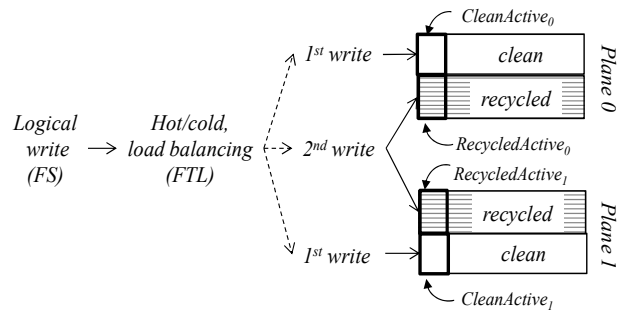 CleanActive0
1st write
clean
Plane 0
recycled
Logical
write
(FS)
Hot/cold,
load balancing
(FTL)
2nd write
RecycledActive0
RecycledActive1
recycled
Plane 1
1st write
clean
CleanActive1